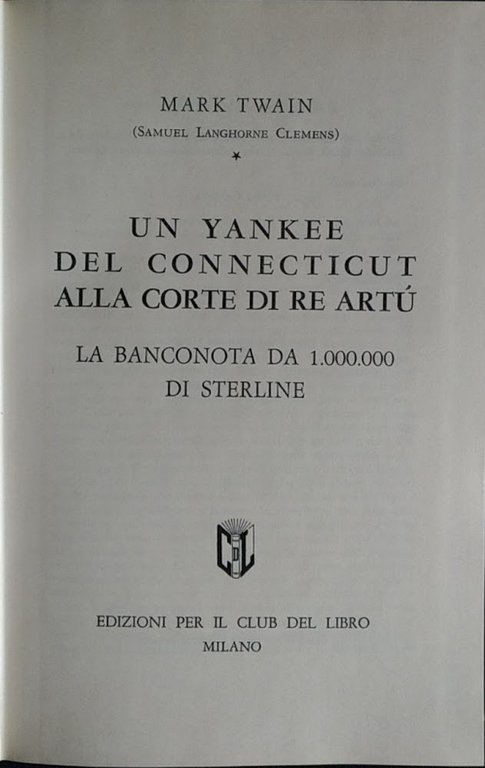 MARK TWAIN
(SAMUEL LANGHORNE CLEMENS)
*
UN YANKEE
DEL CONNECTICUT
ALLA CORTE DI RE ARTÚ
LA BANCONOTA DA 1.000.000
DI STERLINE
CDL
EDIZIONI PER IL CLUB DEL LIBRO
MILANO